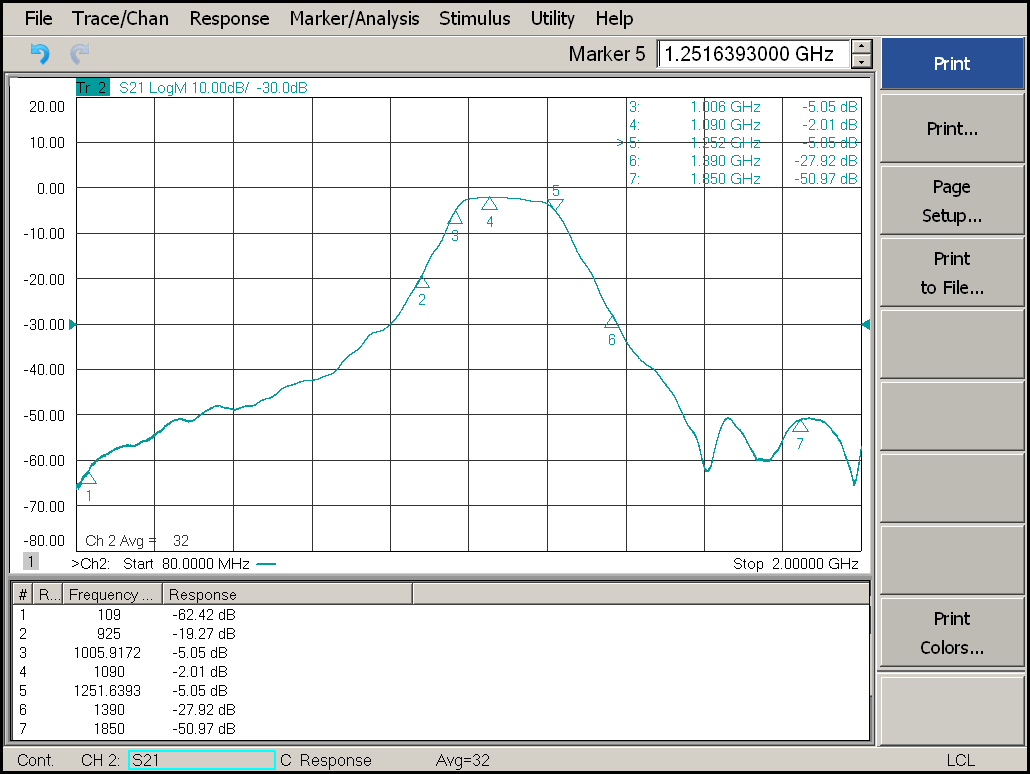 File Trace/Chan Response Marker/Analysis Stimulus Utility Help
Marker 5 1.2516393000 GHz
Tr 2 S21 LogM 10.00dB/ -30.0dB
20.00
10.00
0.00
-10.00
-20.00
-30.00
-40.00
-50.00
-60.00
-70.00
-80.00
3: 1.006 GHz -5.05 dB
4: 1.090 GHz -2.01 dB
> 5: 1.252 GHz -5.05 dB
6: 1.390 GHz -27.92 dB
7: 1.850 GHz -50.97 dB
1
2
3
4
5
6
7
Ch 2 Avg = 32
1
>Ch2: Start 80.0000 MHz Stop 2.00000 GHz
# R... Frequency ... Response
1 109 -62.42 dB
2 925 -19.27 dB
3 1005.9172 -5.05 dB
4 1090 -2.01 dB
5 1251.6393 -5.05 dB
6 1390 -27.92 dB
7 1850 -50.97 dB
Print
Print...
Page
Setup...
Print
to File...
Print
Colors...
Cont. CH 2: S21 C Response Avg=32 LCL